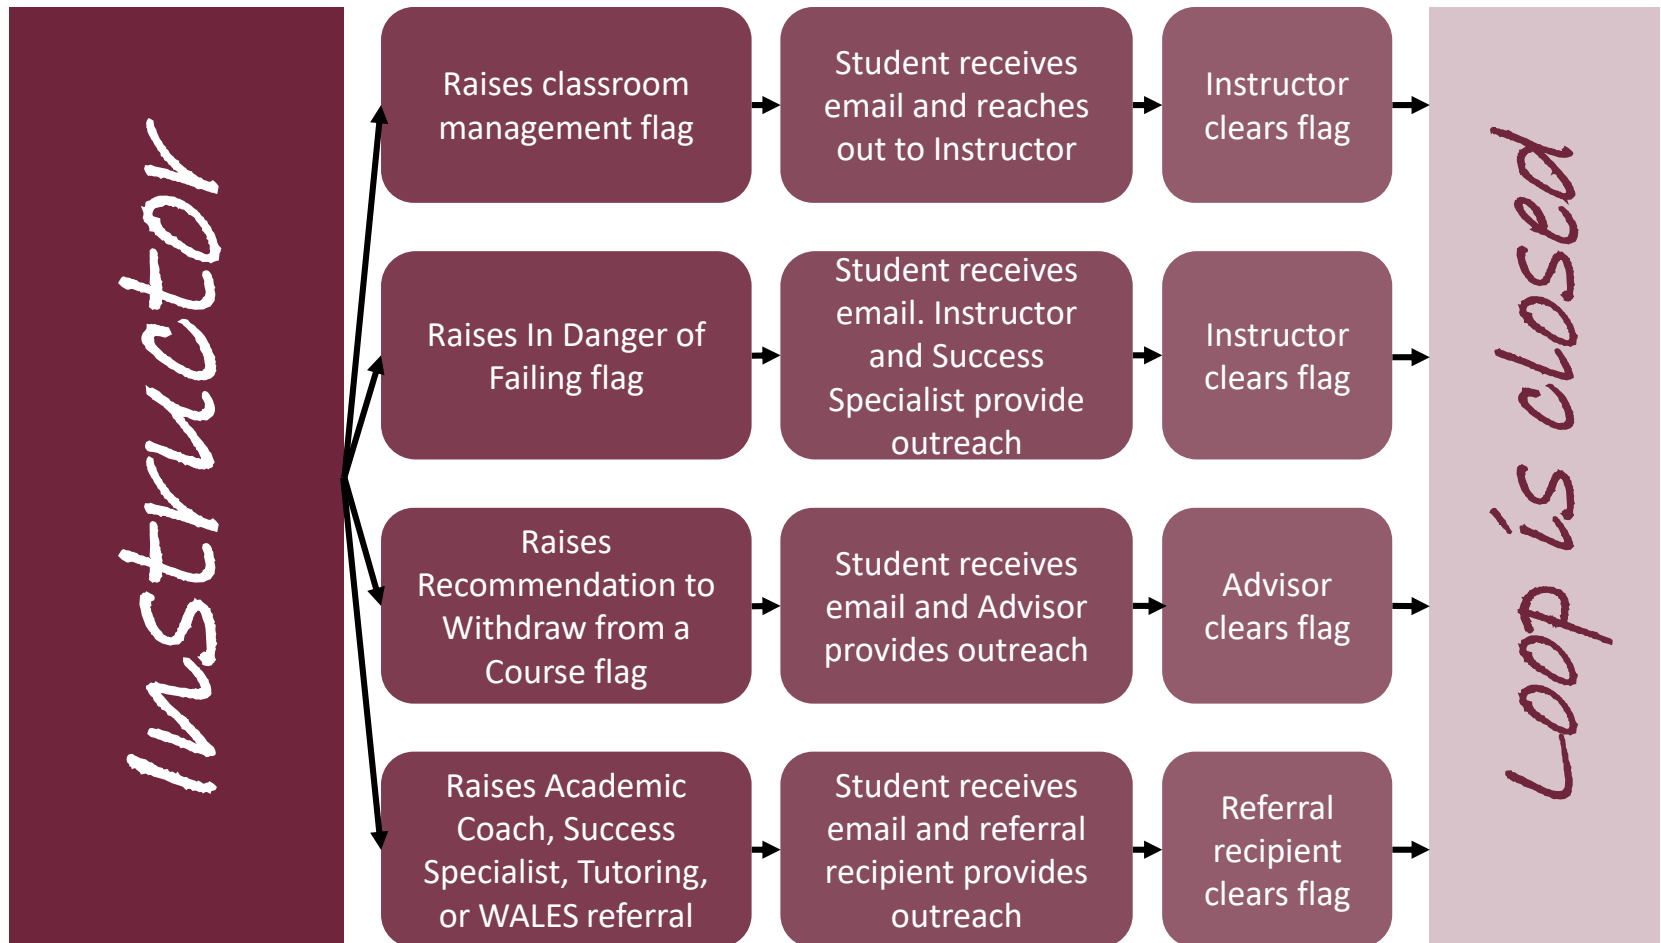 Instructor
Raises classroom
management flag
Student receives
email and reaches
out to Instructor
Instructor
clears flag
Raises In Danger of
Failing flag
Student receives
email. Instructor
and Success
Specialist provide
outreach
Instructor
clears flag
Raises
Recommendation to
Withdraw from a
Course flag
Student receives
email and Advisor
provides outreach
Advisor
clears flag
Raises Academic
Coach, Success
Specialist, Tutoring,
or WALES referral
Student receives
email and referral
recipient provides
outreach
Referral
recipient
clears flag
Loop is closed